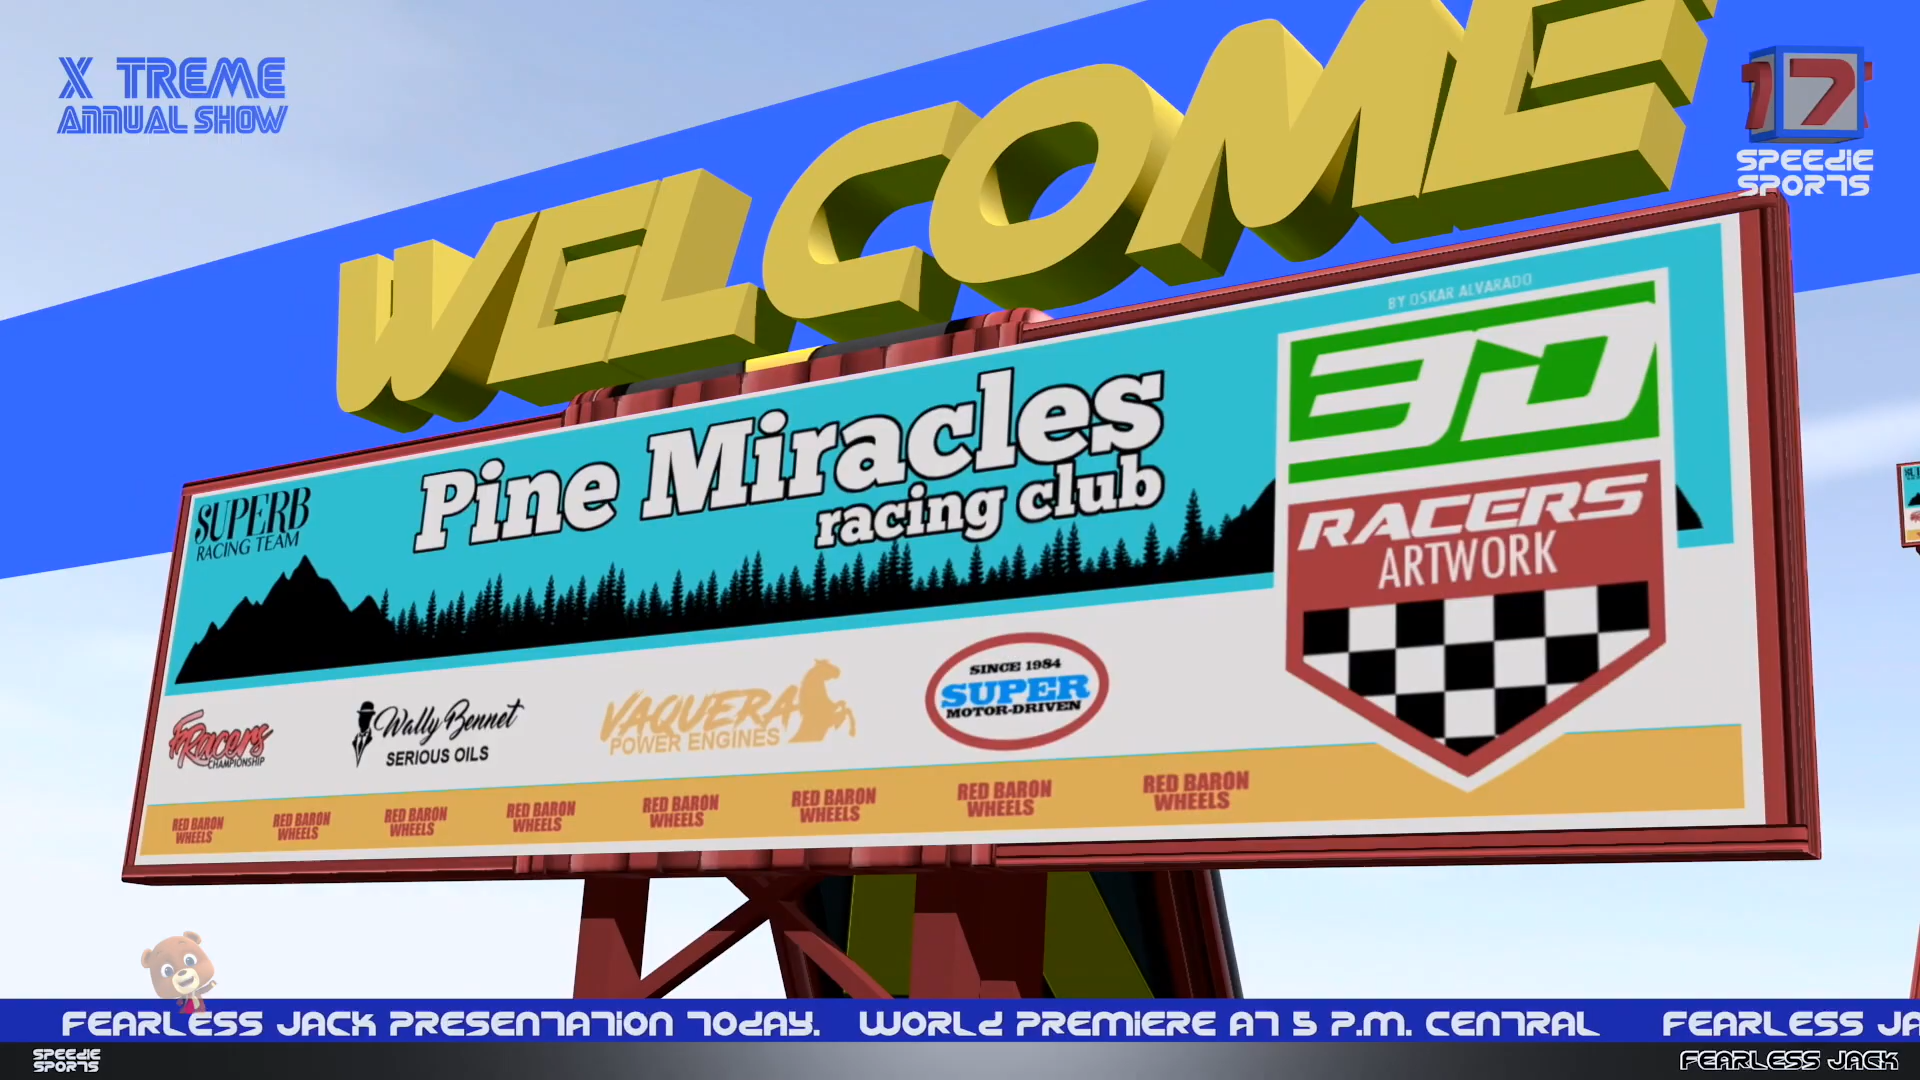 X TREME
ANNUAL SHOW
17
SPEEDIE
SPORTS
WELCOME
BY OSKAR ALVARADO
3D
RACERS
ARTWORK
SUPERB
RACING TEAM
Pine Miracles
racing club
Racers
CHAMPIONSHIP
Wally Bennet
SERIOUS OILS
VAQUERA
POWER ENGINES
SINCE 1984
SUPER
MOTOR-DRIVEN
RED BARON
WHEELS
RED BARON
WHEELS
RED BARON
WHEELS
RED BARON
WHEELS
RED BARON
WHEELS
RED BARON
WHEELS
RED BARON
WHEELS
RED BARON
WHEELS
FEARLESS JACK PRESENTATION TODAY. WORLD PREMIERE AT 5 P.M. CENTRAL FEARLESS JA
SPEEDIE
SPORTS
FEARLESS JACK